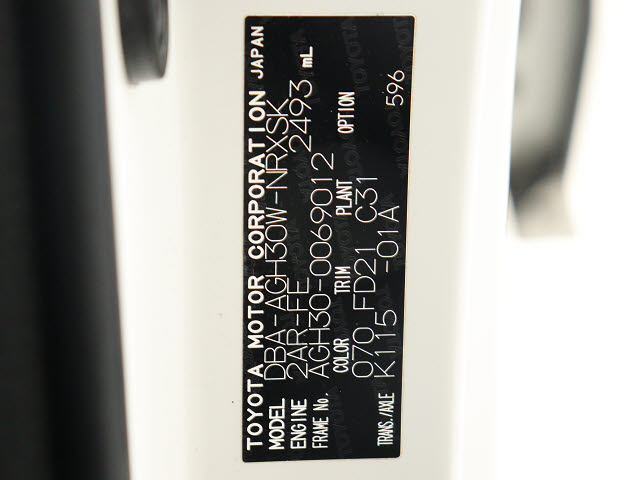 TOYOTA MOTOR CORPORATION JAPAN
MODEL DBA-AGH30W-NRXSK
ENGINE 2AR-FE 2493 mL
FRAME No. AGH30-0069012
COLOR TRIM PLANT OPTION
070 FD21 C31 596
TRANS./AXLE K115 -01A